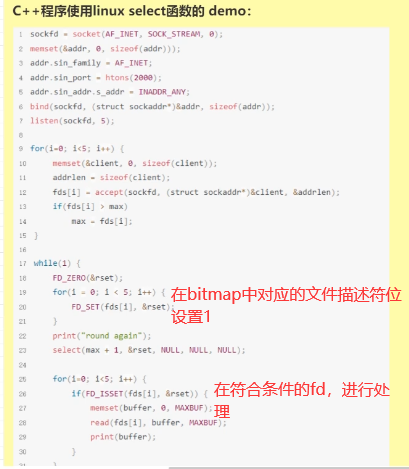 C++程序使用linux select函数的 demo：
1 sockfd = socket(AF_INET, SOCK_STREAM, 0);
2 memset(&addr, 0, sizeof(addr)));
3 addr.sin_family = AF_INET;
4 addr.sin_port = htons(2000);
5 addr.sin_addr.s_addr = INADDR_ANY;
6 bind(sockfd, (struct sockaddr*)&addr, sizeof(addr));
7 listen(sockfd, 5);
8
9 for(i=0; i<5; i++) {
10 memset(&client, 0, sizeof(client));
11 addrlen = sizeof(client);
12 fds[i] = accept(sockfd, (struct sockaddr*)&client, &addrlen);
13 if(fds[i] > max)
14 max = fds[i];
15 }
16
17 while(1) {
18 FD_ZERO(&rset);
19 for(i = 0; i < 5; i++) {
20 FD_SET(fds[i], &rset);
在bitmap中对应的文件描述符位
设置1
21 }
22 print("round again");
23 select(max + 1, &rset, NULL, NULL, NULL);
24
25 for(i=0; i<5; i++) {
26 if(FD_ISSET(fds[i], &rset)) {
在符合条件的fd，进行处
理
27 memset(buffer, 0, MAXBUF);
28 read(fds[i], buffer, MAXBUF);
29 print(buffer);
30 }
31 }